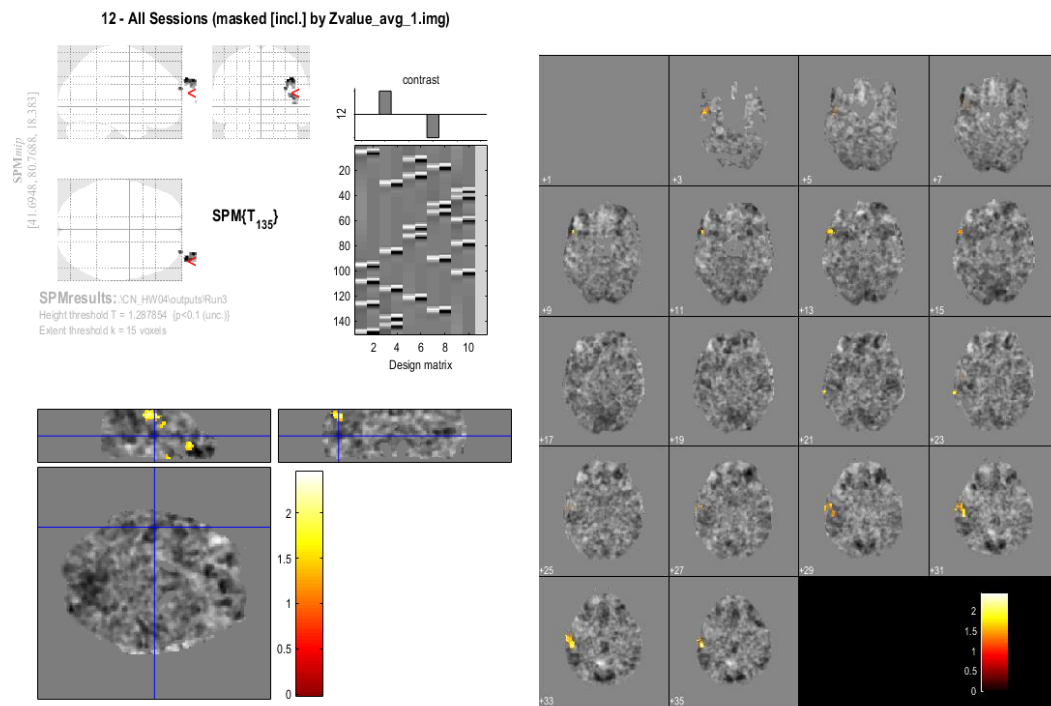 12 - All Sessions (masked [incl.] by Zvalue_avg_1.img)
SPMmip
[41.6948, 80.7688, 18.383]
<
<
<
SPM{T135}
SPMresults: .\CN_HW04\outputs\Run3
Height threshold T = 1.287854 {p<0.1 (unc.)}
Extent threshold k = 15 voxels
contrast
12
20
40
60
80
100
120
140
2 4 6 8 10
Design matrix
2
1.5
1
0.5
0
+1 +3 +5 +7
+9 +11 +13 +15
+17 +19 +21 +23
+25 +27 +29 +31
+33 +35
2
1.5
1
0.5
0